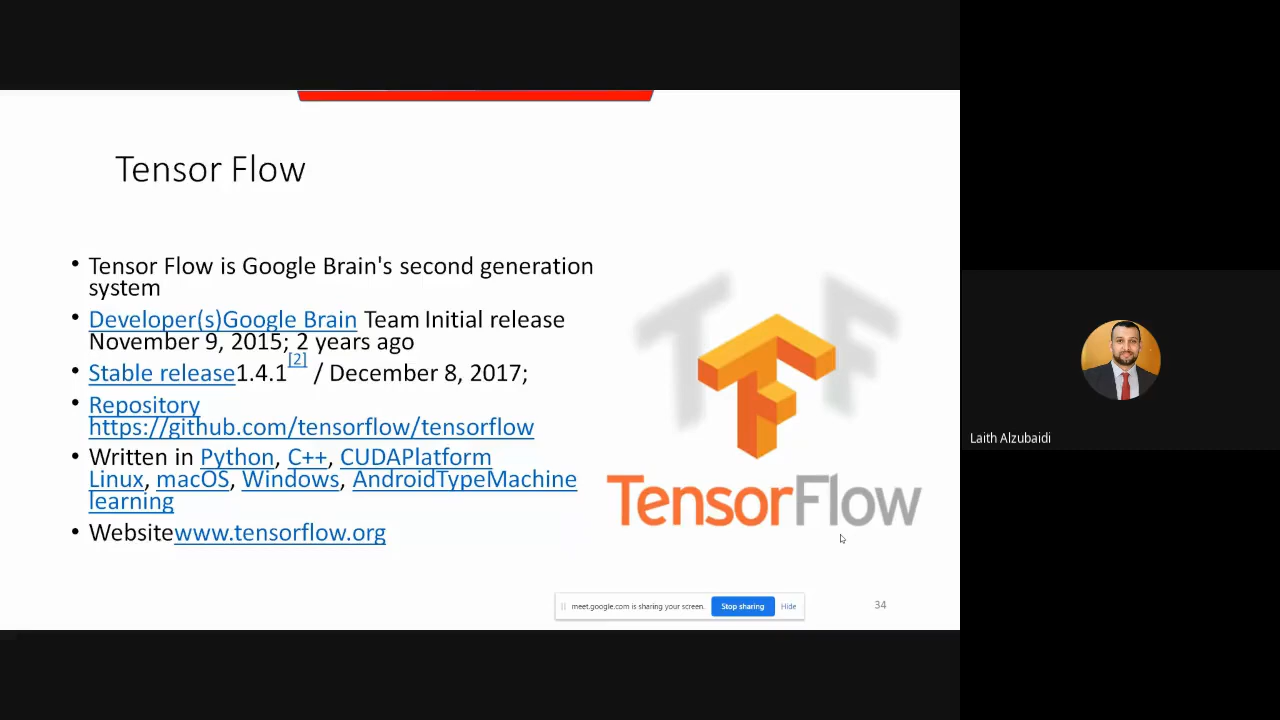 Tensor Flow
• Tensor Flow is Google Brain's second generation
system
• Developer(s)Google Brain Team Initial release
November 9, 2015; 2 years ago
• Stable release1.4.1[2] / December 8, 2017;
• Repository
https://github.com/tensorflow/tensorflow
• Written in Python, C++, CUDAPlatform
Linux, macOS, Windows, AndroidTypeMachine
learning
• Websitewww.tensorflow.org
TensorFlow
meet.google.com is sharing your screen. Stop sharing Hide
34
Laith Alzubaidi